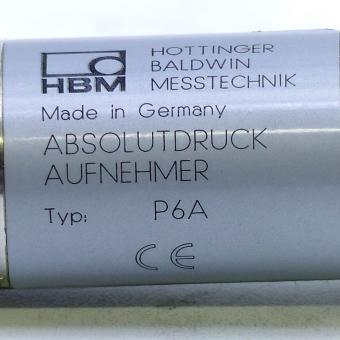 HBM
HOTTINGER
BALDWIN
MESSTECHNIK
Made in Germany
ABSOLUTDRUCK
AUFNEHMER
Typ: P6A
CE